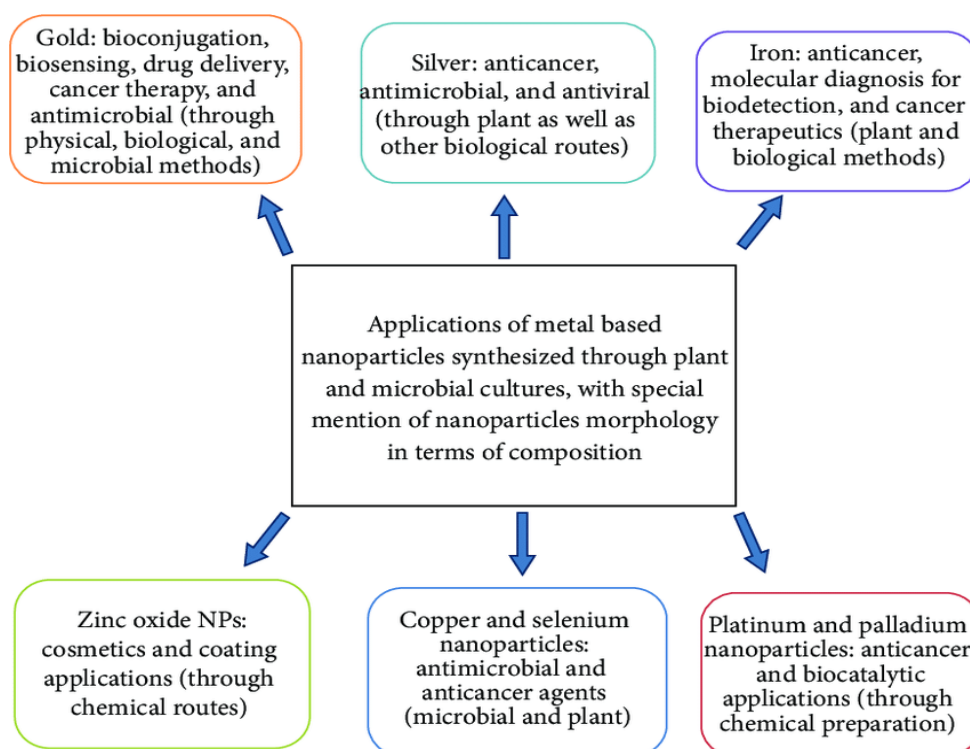 Gold: bioconjugation,
biosensing, drug delivery,
cancer therapy, and
antimicrobial (through
physical, biological, and
microbial methods)
Silver: anticancer,
antimicrobial, and antiviral
(through plant as well as
other biological routes)
Iron: anticancer,
molecular diagnosis for
biodetection, and cancer
therapeutics (plant and
biological methods)
Applications of metal based
nanoparticles synthesized through plant
and microbial cultures, with special
mention of nanoparticles morphology
in terms of composition
Zinc oxide NPs:
cosmetics and coating
applications (through
chemical routes)
Copper and selenium
nanoparticles:
antimicrobial and
anticancer agents
(microbial and plant)
Platinum and palladium
nanoparticles: anticancer
and biocatalytic
applications (through
chemical preparation)